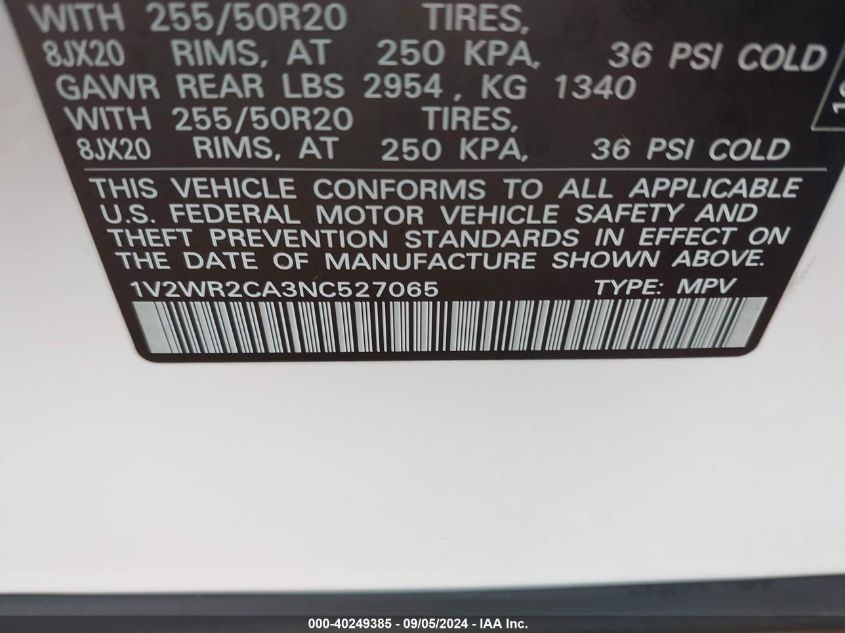 WITH 255/50R20 TIRES,
8JX20 RIMS, AT 250 KPA, 36 PSI COLD
GAWR REAR LBS 2954, KG 1340
WITH 255/50R20 TIRES,
8JX20 RIMS, AT 250 KPA, 36 PSI COLD
THIS VEHICLE CONFORMS TO ALL APPLICABLE
U.S. FEDERAL MOTOR VEHICLE SAFETY AND
THEFT PREVENTION STANDARDS IN EFFECT ON
THE DATE OF MANUFACTURE SHOWN ABOVE.
1V2WR2CA3NC527065 TYPE: MPV
000-40249385 - 09/05/2024 - IAA Inc.